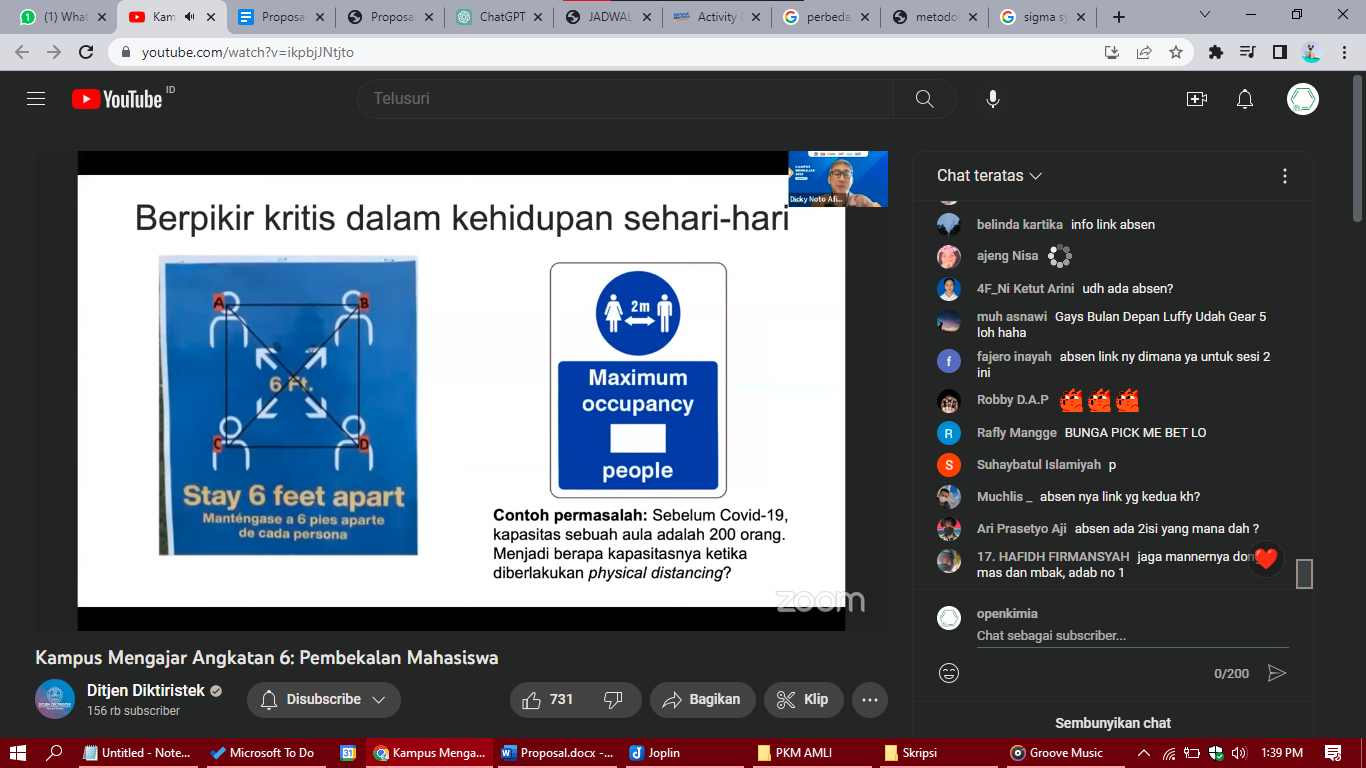 (1) What
Kam
Proposa
Proposa
ChatGPT
JADWAL
Activity D
perbeda
metodo
sigma sy
youtube.com/watch?v=ikpbjJNtjto
YouTube ID
Telusuri
Dicky Noto Afi...
Berpikir kritis dalam kehidupan sehari-hari
A
B
6 Ft.
C
D
Stay 6 feet apart
Manténgase a 6 pies aparte
de cada persona
2m
Maximum
occupancy
people
Contoh permasalah: Sebelum Covid-19,
kapasitas sebuah aula adalah 200 orang.
Menjadi berapa kapasitasnya ketika
diberlakukan physical distancing?
zoom
Chat teratas
belinda kartika info link absen
ajeng Nisa
4F_Ni Ketut Arini udh ada absen?
muh asnawi Gays Bulan Depan Luffy Udah Gear 5
loh haha
f
fajero inayah absen link ny dimana ya untuk sesi 2
ini
Robby D.A.P
R
Rafly Mangge BUNGA PICK ME BET LO
S
Suhaybatul Islamiyah p
Muchlis _ absen nya link yg kedua kh?
Ari Prasetyo Aji absen ada 2isi yang mana dah ?
17. HAFIDH FIRMANSYAH jaga mannernya don
mas dan mbak, adab no 1
openkimia
Chat sebagai subscriber...
0/200
Sembunyikan chat
Kampus Mengajar Angkatan 6: Pembekalan Mahasiswa
Ditjen Diktiristek
156 rb subscriber
Disubscribe
731
Bagikan
Klip
Untitled - Note...
Microsoft To Do
31
Kampus Menga...
Proposal.docx -...
Joplin
PKM AMLI
Skripsi
Groove Music
1:39 PM